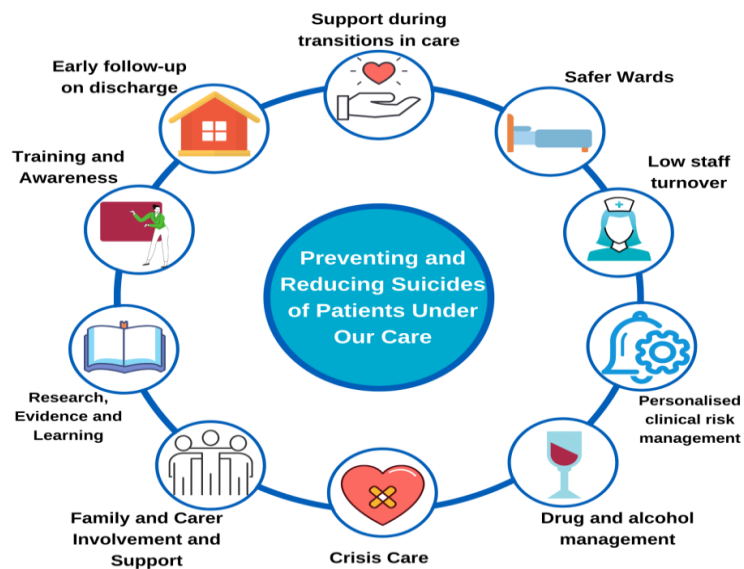 Support during
transitions in care
Safer Wards
Low staff
turnover
Personalised
clinical risk
management
Drug and alcohol
management
Crisis Care
Family and Carer
Involvement and
Support
Research,
Evidence and
Learning
Training and
Awareness
Early follow-up
on discharge
Preventing and
Reducing Suicides
of Patients Under
Our Care